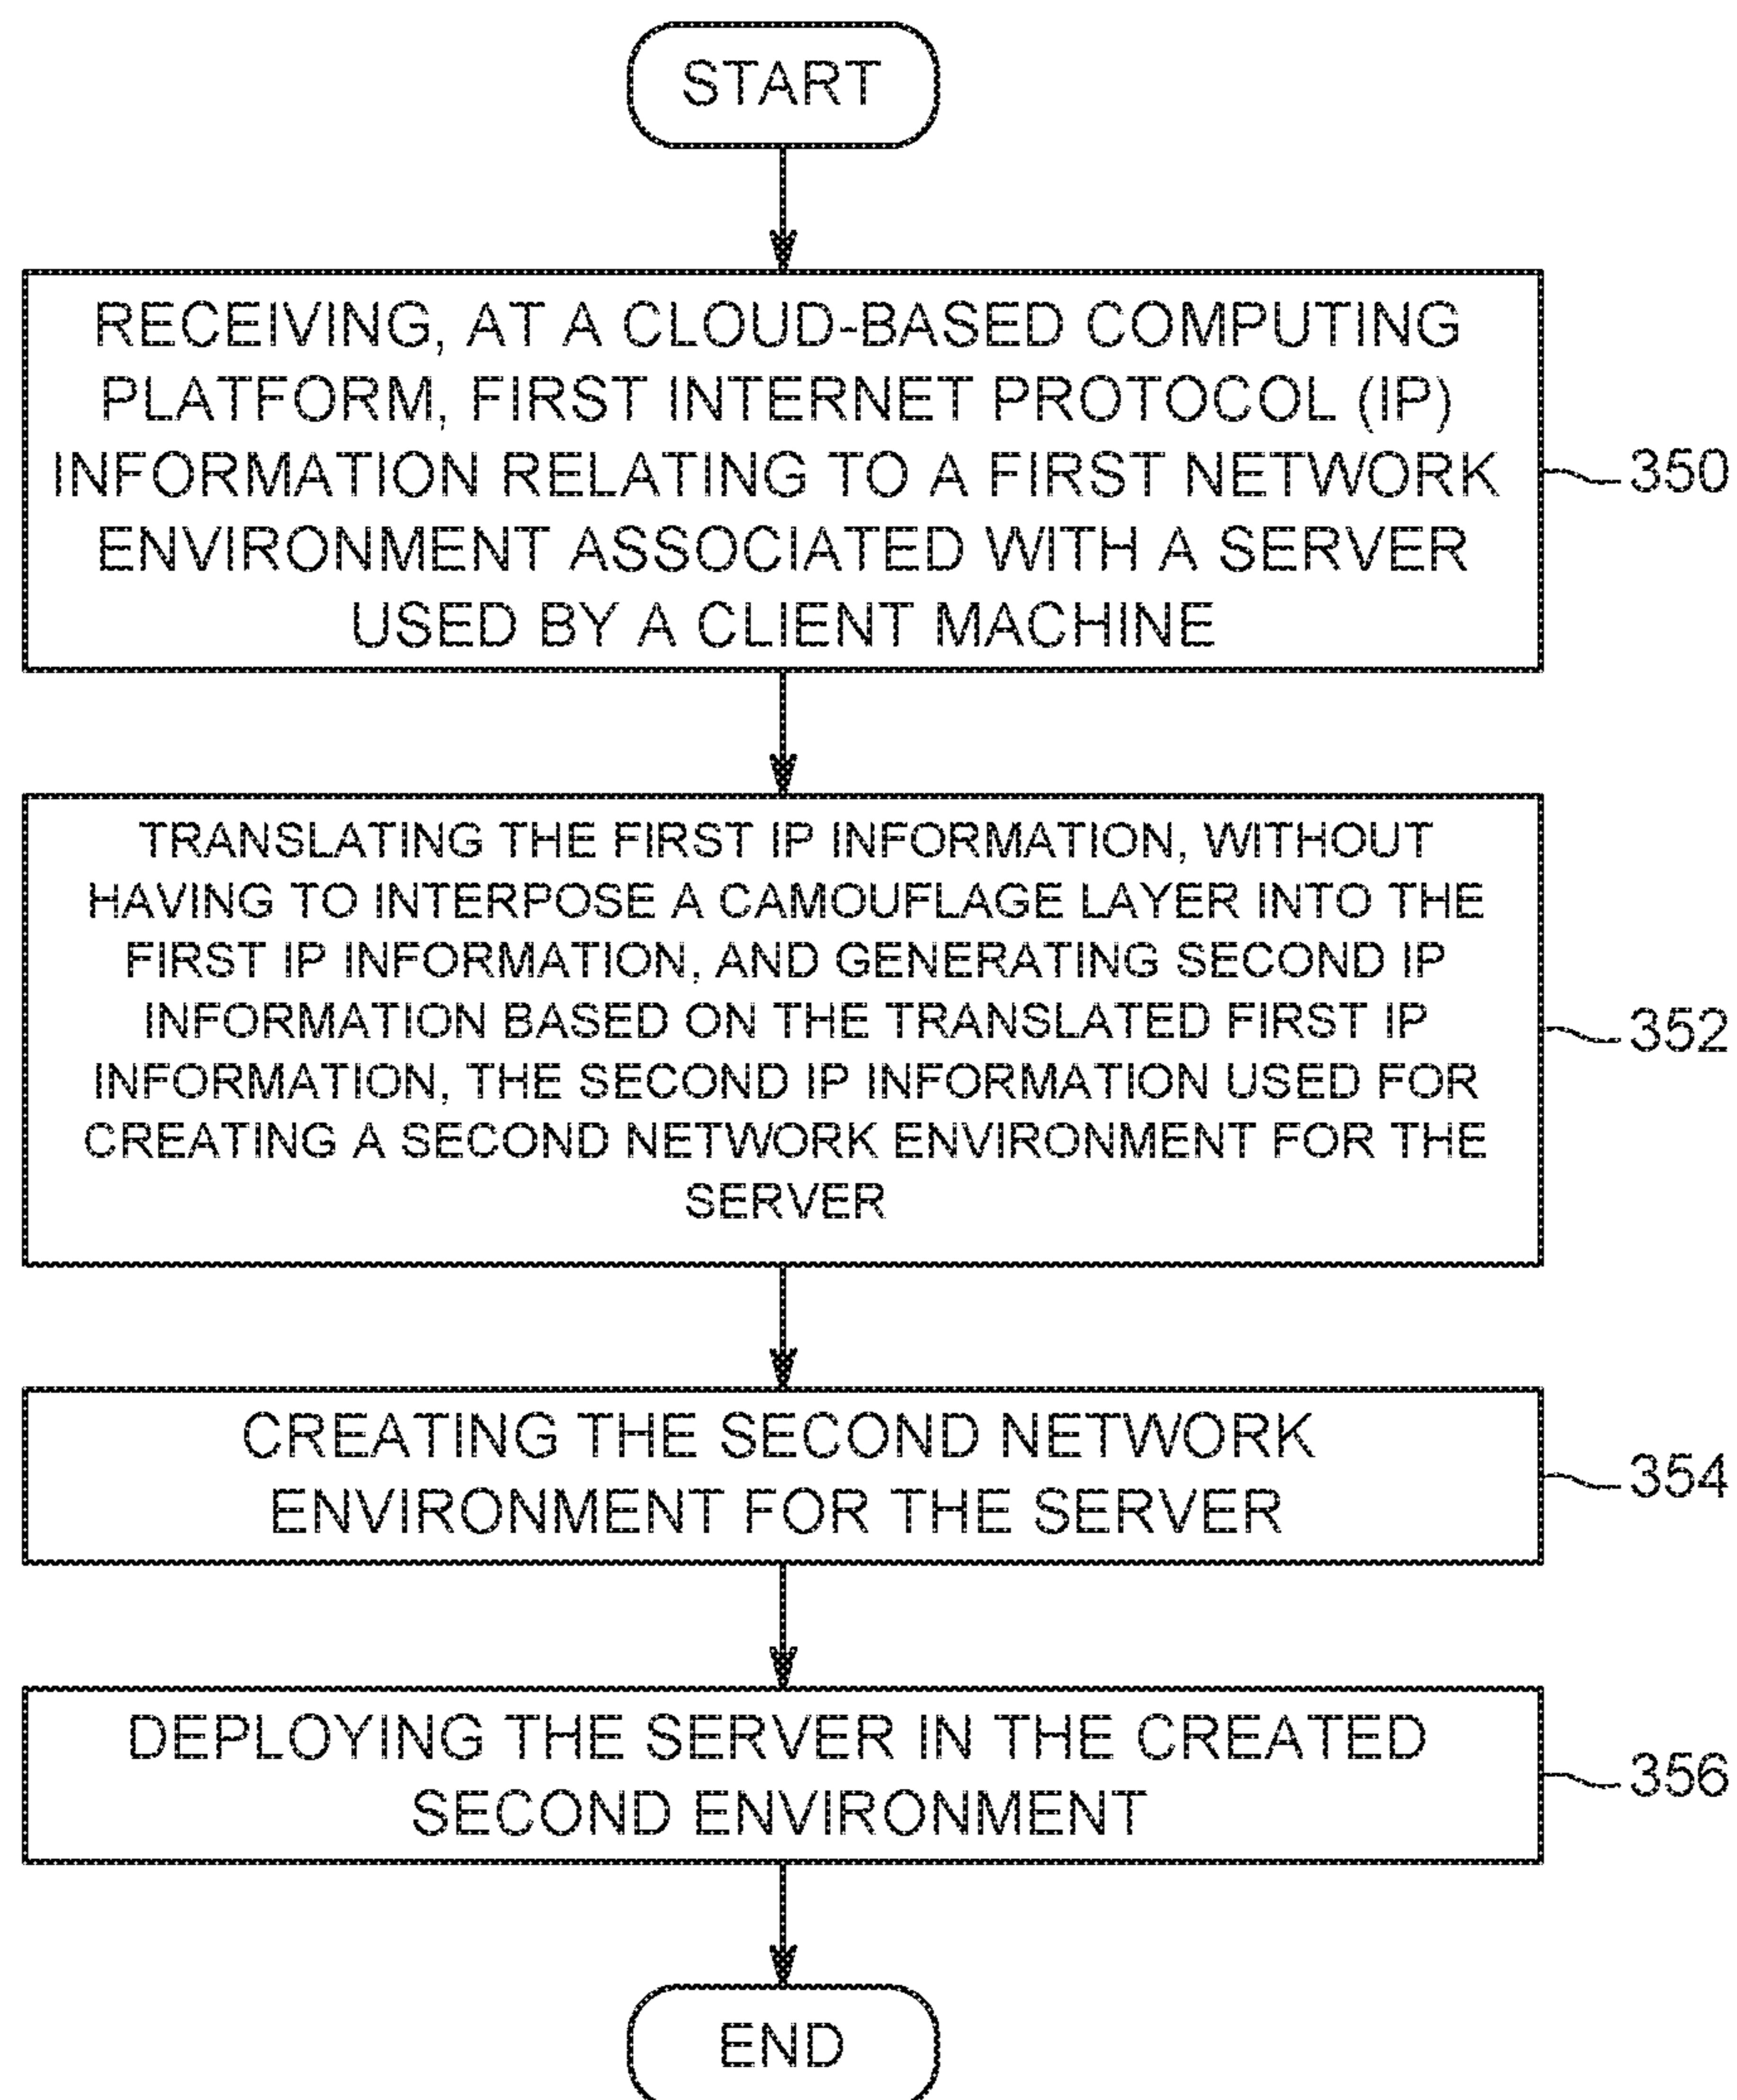 START
RECEIVING, AT A CLOUD-BASED COMPUTING
PLATFORM, FIRST INTERNET PROTOCOL (IP)
INFORMATION RELATING TO A FIRST NETWORK
ENVIRONMENT ASSOCIATED WITH A SERVER
USED BY A CLIENT MACHINE
350
TRANSLATING THE FIRST IP INFORMATION, WITHOUT
HAVING TO INTERPOSE A CAMOUFLAGE LAYER INTO THE
FIRST IP INFORMATION, AND GENERATING SECOND IP
INFORMATION BASED ON THE TRANSLATED FIRST IP
INFORMATION, THE SECOND IP INFORMATION USED FOR
CREATING A SECOND NETWORK ENVIRONMENT FOR THE
SERVER
352
CREATING THE SECOND NETWORK
ENVIRONMENT FOR THE SERVER
354
DEPLOYING THE SERVER IN THE CREATED
SECOND ENVIRONMENT
356
END